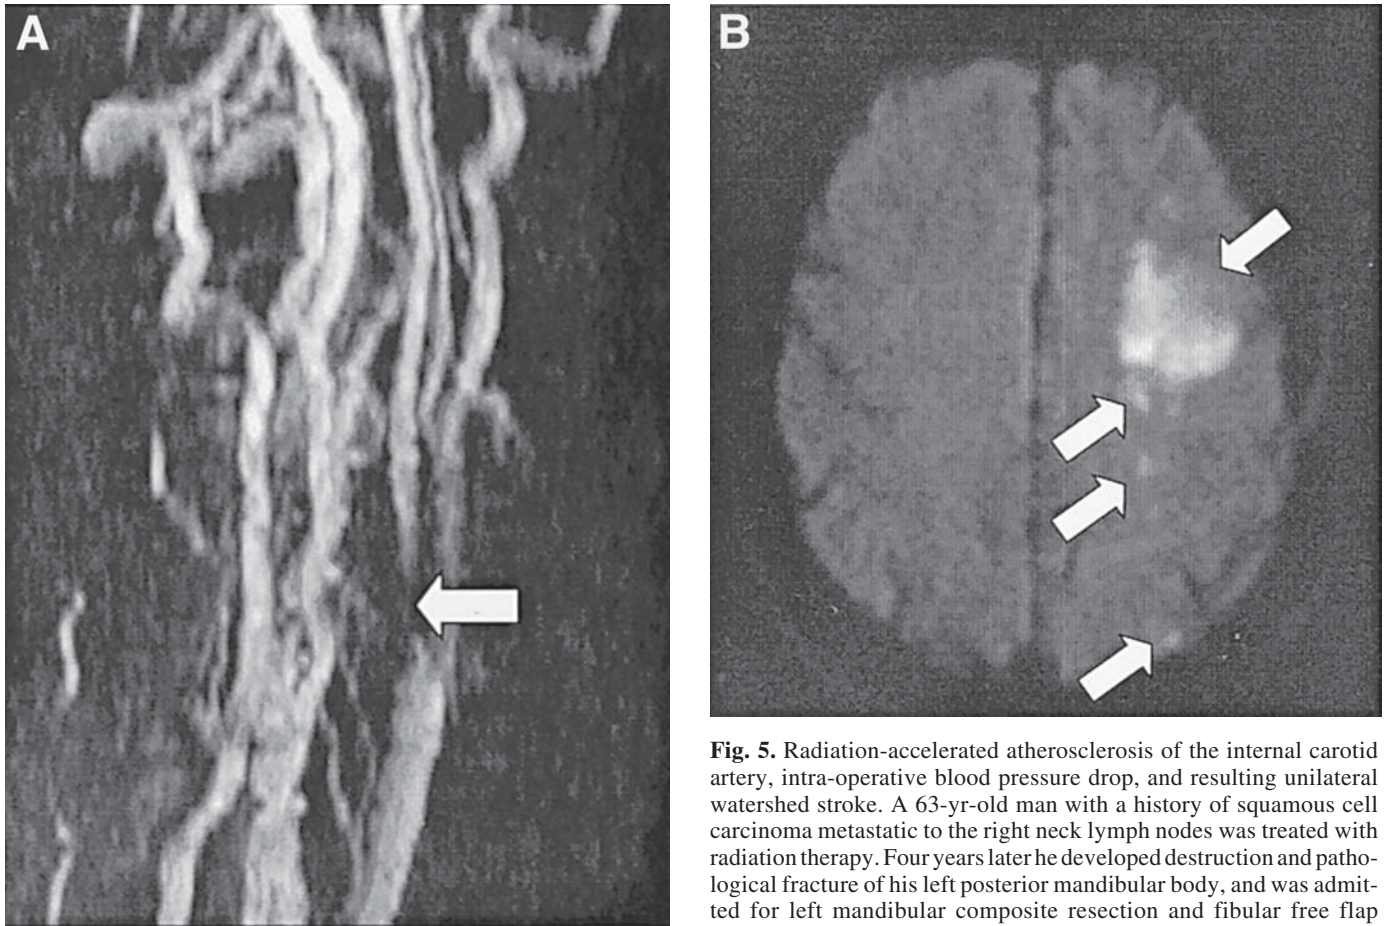 A
B
Fig. 5. Radiation-accelerated atherosclerosis of the internal carotid
artery, intra-operative blood pressure drop, and resulting unilateral
watershed stroke. A 63-yr-old man with a history of squamous cell
carcinoma metastatic to the right neck lymph nodes was treated with
radiation therapy. Four years later he developed destruction and patho-
logical fracture of his left posterior mandibular body, and was admit-
ted for left mandibular composite resection and fibular free flap